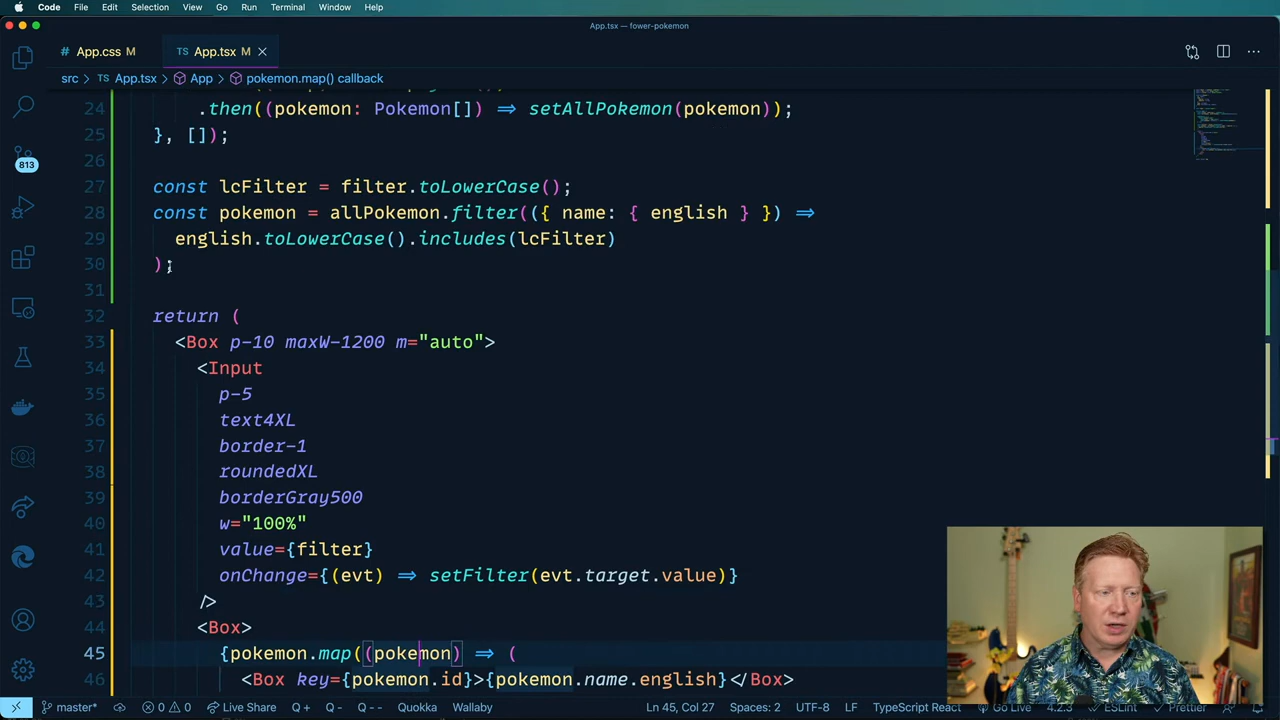 Code File Edit Selection View Go Run Terminal Window Help
App.tsx — fower-pokemon
# App.css M TS App.tsx M
src > TS App.tsx > App > pokemon.map() callback
24 .then((pokemon: Pokemon[]) ⇒ setAllPokemon(pokemon));
25 }, []);
26
27 const lcFilter = filter.toLowerCase();
28 const pokemon = allPokemon.filter(({ name: { english } }) ⇒
29 english.toLowerCase().includes(lcFilter)
30 );
31
32 return (
33 <Box p-10 maxW-1200 m="auto">
34 <Input
35 p-5
36 text4XL
37 border-1
38 roundedXL
39 borderGray500
40 w="100%"
41 value={filter}
42 onChange={(evt) ⇒ setFilter(evt.target.value)}
43 />
44 <Box>
45 {pokemon.map((pokemon) ⇒ (
46 <Box key={pokemon.id}>{pokemon.name.english}</Box>
813
master* 0 0 Live Share Q + Q - Q - - Quokka Wallaby Ln 45, Col 24 Spaces: 2 UTF-8 LF TypeScript React Go Live 4.2.3 ESLint Prettier